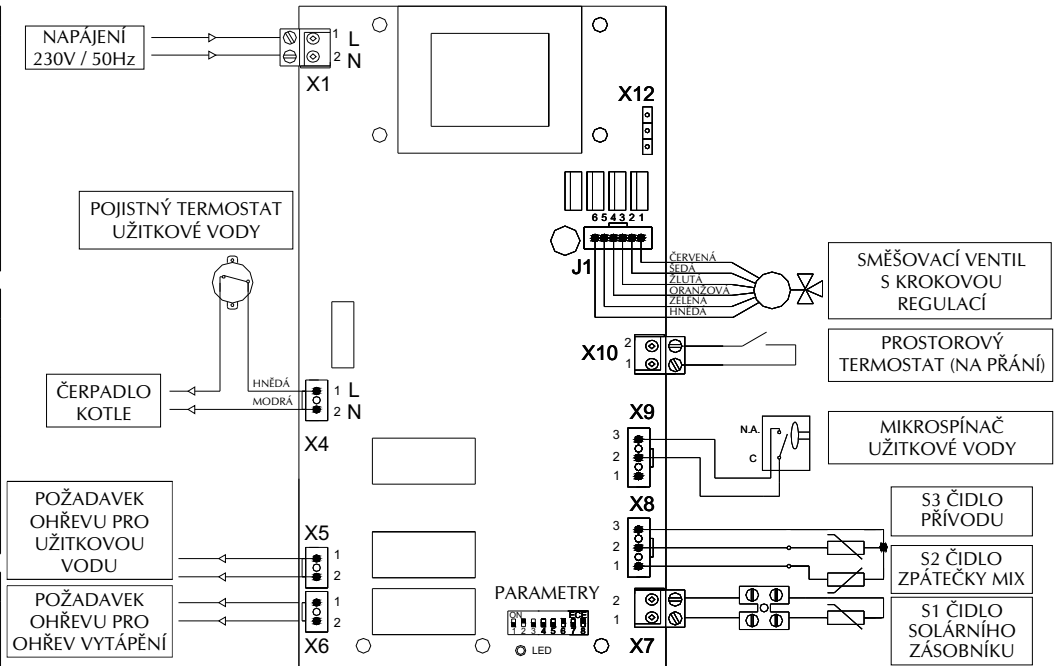 NAPÁJENÍ
230V / 50Hz
1 L
2 N
X1
X12
POJISTNÝ TERMOSTAT
UŽITKOVÉ VODY
6 5 4 3 2 1
J1
ČERVENÁ
ŠEDÁ
ŽLUTÁ
ORANŽOVÁ
ZELENÁ
HNĚDÁ
SMĚŠOVACÍ VENTIL
S KROKOVOU
REGULACÍ
X10
2
1
PROSTOROVÝ
TERMOSTAT (NA PŘÁNÍ)
ČERPADLO
KOTLE
HNĚDÁ
MODRÁ
1 L
2 N
X4
X9
3
2
1
N.A.
C
MIKROSPÍNAČ
UŽITKOVÉ VODY
POŽADAVEK
OHŘEVU PRO
UŽITKOVOU
VODU
X5
1
2
X8
3
2
1
S3 ČIDLO
PŘÍVODU
S2 ČIDLO
ZPÁTEČKY MIX
POŽADAVEK
OHŘEVU PRO
OHŘEV VYTÁPĚNÍ
1
2
X6
PARAMETRY
ON ECE
1 2 3 4 5 6 7 8
LED
2
1
X7
S1 ČIDLO
SOLÁRNÍHO
ZÁSOBNÍKU